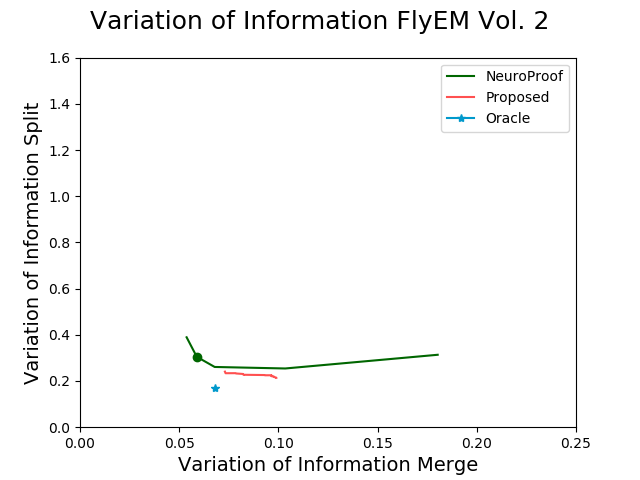 Variation of Information FlyEM Vol. 2
Variation of Information Split
1.6
1.4
1.2
1.0
0.8
0.6
0.4
0.2
0.0
NeuroProof
Proposed
Oracle
0.00 0.05 0.10 0.15 0.20 0.25
Variation of Information Merge